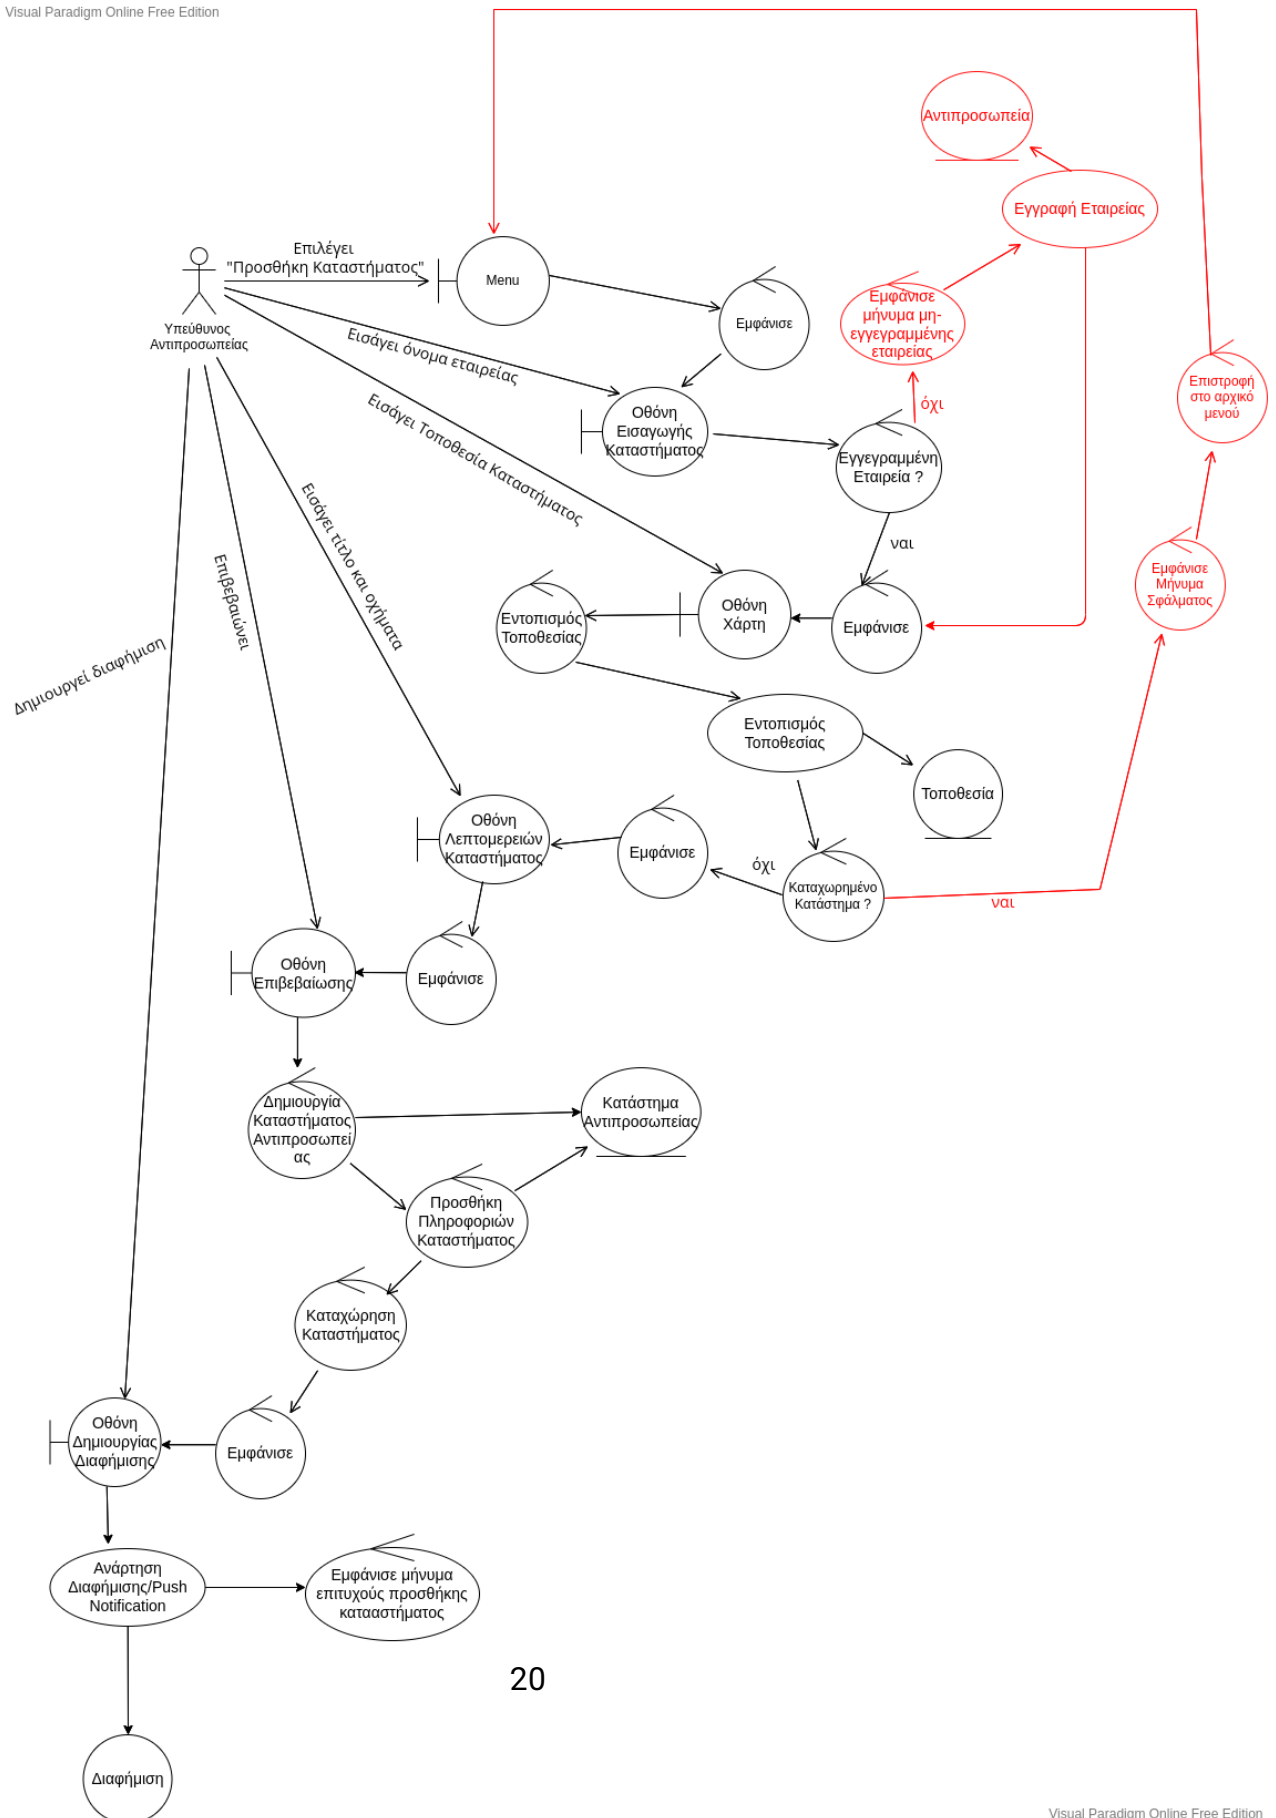 Visual Paradigm Online Free Edition
Αντιπροσωπεία
Εγγραφή Εταιρείας
Επιλέγει
"Προσθήκη Καταστήματος"
Menu
Υπεύθυνος
Αντιπροσωπείας
Εμφάνισε
Εμφάνισε
μήνυμα μη-
εγγεγραμμένης
εταιρείας
Εισάγει όνομα εταιρείας
Επιστροφή
στο αρχικό
μενού
όχι
Οθόνη
Εισαγωγής
Καταστήματος
Εισάγει Τοποθεσία Καταστήματος
Εγγεγραμμένη
Εταιρεία ?
Εισάγει τίτλο και οχήματα
ναι
Επιβεβαιώνει
Εμφάνισε
Μήνυμα
Σφάλματος
Εντοπισμός
Τοποθεσίας
Οθόνη
Χάρτη
Εμφάνισε
Δημιουργεί διαφήμιση
Εντοπισμός
Τοποθεσίας
Τοποθεσία
Οθόνη
Λεπτομερειών
Καταστήματος
Εμφάνισε
όχι
Καταχωρημένο
Κατάστημα ?
ναι
Οθόνη
Επιβεβαίωσης
Εμφάνισε
Δημιουργία
Καταστήματος
Αντιπροσωπεί
ας
Κατάστημα
Αντιπροσωπείας
Προσθήκη
Πληροφοριών
Καταστήματος
Καταχώρηση
Καταστήματος
Οθόνη
Δημιουργίας
Διαφήμισης
Εμφάνισε
Ανάρτηση
Διαφήμισης/Push
Notification
Εμφάνισε μήνυμα
επιτυχούς προσθήκης
κατααστήματος
20
Διαφήμιση
Visual Paradigm Online Free Edition